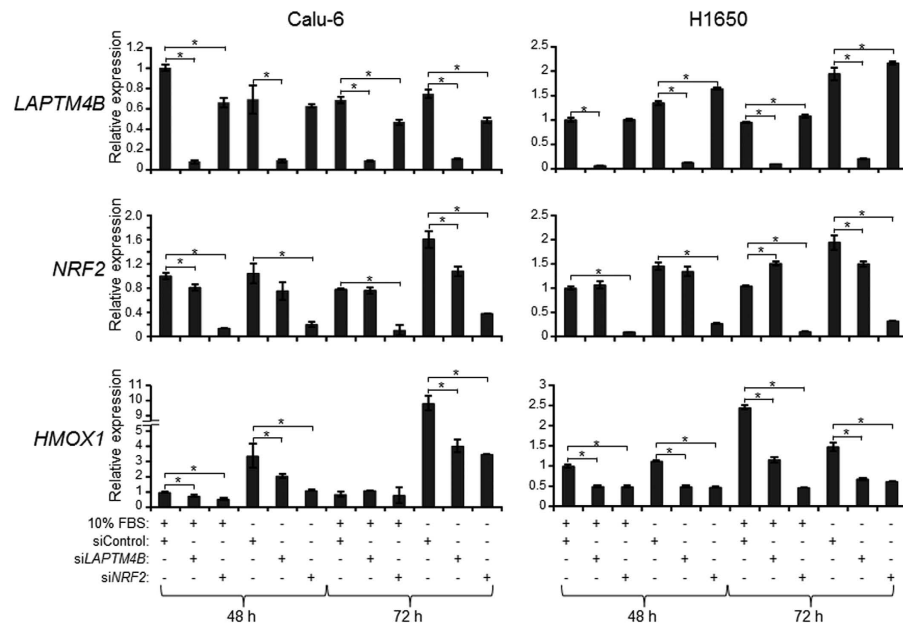 Calu-6 H1650
LAPTM4B
Relative expression
1.2
1
0.8
0.6
0.4
0.2
0
* * * * * * *
2.5
2
1.5
1
0.5
0
* * * * * * *
NRF2
Relative expression
2.0
1.6
1.2
0.8
0.4
0
* * * * * *
2.5
2
1.5
1
0.5
0
* * * * * *
HMOX1
Relative expression
11
10
9
8
7
6
5
4
3
2
1
0
* * * * * *
3
2.5
2
1.5
1
0.5
0
* * * * * * * *
10% FBS: + + + - - - + + + - - - + + + - - - + + + - - -
siControl: + - - + - - + - - + - - + - - + - - + - - + - -
siLAPTM4B: - + - - + - - + - - + - - + - - + - - + - - + -
siNRF2: - - + - - + - - + - - + - - + - - + - - + - - +
48 h 72 h 48 h 72 h